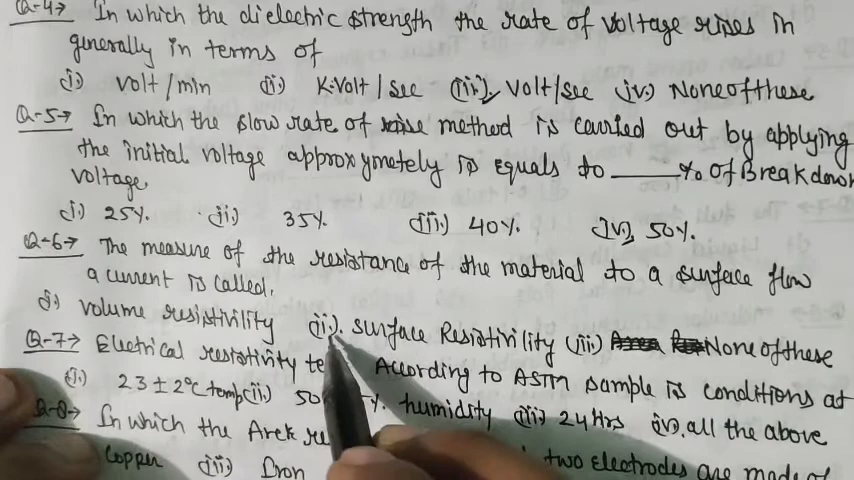 Q-4→ In which the dielectric strength the rate of voltage rises in
generally in terms of
(i) volt/min (ii) K.Volt/sec (iii) Volt/sec (iv) None of these
Q-5→ In which the slow rate of raise method is carried out by applying
the initial voltage approxymetely is equals to ____% of Breakdown
voltage.
(i) 25%. (ii) 35%. (iii) 40%. (iv) 50%.
Q-6→ The measure of the resistance of the material to a surface flow
a current is called.
(i) volume resistivility (ii). Surface Resistivility (iii) None of these
Q-7→ Electrical resistivity According to ASTM sample is conditions at
(i) 23±2°C temp (ii) 50 %. humidity (iii) 24 Hrs (iv). all the above
Q-8→ In which the Arck two electrodes are made of
Copper (iii) Iron